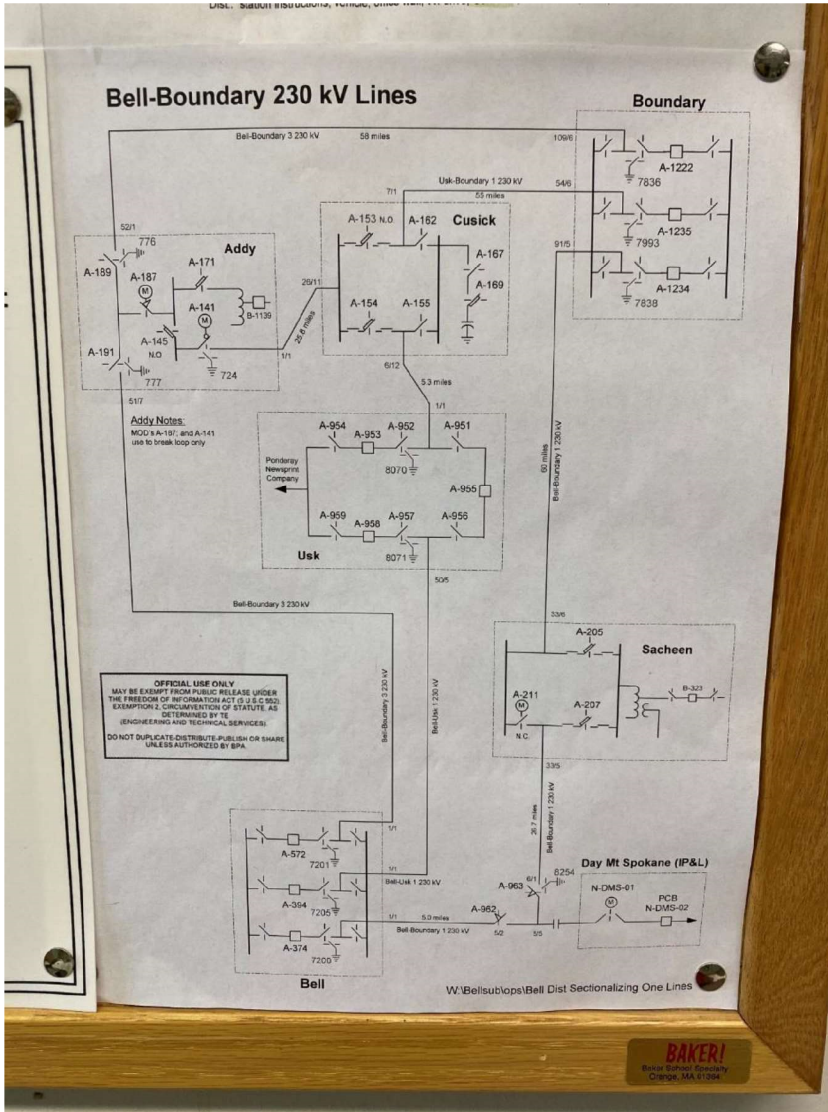 Bell-Boundary 230 kV Lines
Boundary
Bell-Boundary 3 230 kV
58 miles
109/6
A-1222
7836
Usk-Boundary 1 230 kV
54/6
7/1
55 miles
A-1235
7993
91/5
A-1234
7838
A-153 N.O.
A-162
Cusick
A-167
A-169
A-154
A-155
6/12
5.3 miles
1/1
52/1
776
Addy
A-189
A-187
M
A-171
A-141
M
B-1139
A-145
N.O
A-191
777
724
51/7
26/11
25.8 miles
1/1
Addy Notes:
MOD's A-187; and A-141
use to break loop only
A-954
A-953
A-952
A-951
8070
Ponderay
Newsprint
Company
A-955
A-959
A-958
A-957
A-956
8071
Usk
50/5
60 miles
Bell-Boundary 1 230 kV
33/6
Bell-Boundary 3 230 kV
Bell-Boundary 3 230 kV
Bell-Usk 1 230 kV
A-205
Sacheen
A-211
M
N.C.
A-207
B-323
33/5
OFFICIAL USE ONLY
MAY BE EXEMPT FROM PUBLIC RELEASE UNDER
THE FREEDOM OF INFORMATION ACT (5 U.S.C 552).
EXEMPTION 2, CIRCUMVENTION OF STATUTE, AS
DETERMINED BY TE
(ENGINEERING AND TECHNICAL SERVICES).
DO NOT DUPLICATE-DISTRIBUTE-PUBLISH OR SHARE
UNLESS AUTHORIZED BY BPA.
Bell-Boundary 1 230 kV
1/1
A-572
7201
1/1
Bell-Usk 1 230 kV
A-394
7205
1/1
5.0 miles
Bell-Boundary 1 230 kV
A-374
7200
Bell
A-962
5/2
5/5
A-963
6/1
6254
Day Mt Spokane (IP&L)
N-DMS-01
M
PCB
N-DMS-02
W:\Bellsub\ops\Bell Dist Sectionalizing One Lines
BAKER!
Baker School Specialty
Orange, MA 01364